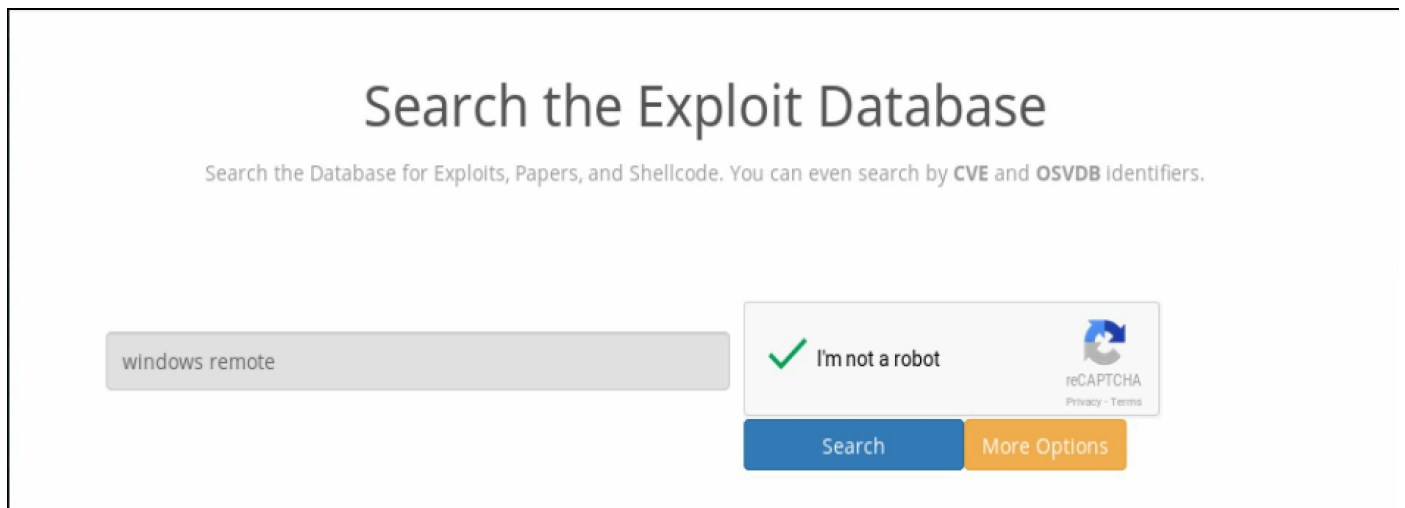 Search the Exploit Database
Search the Database for Exploits, Papers, and Shellcode. You can even search by CVE and OSVDB identifiers.
windows remote
I'm not a robot
reCAPTCHA
Privacy - Terms
Search
More Options